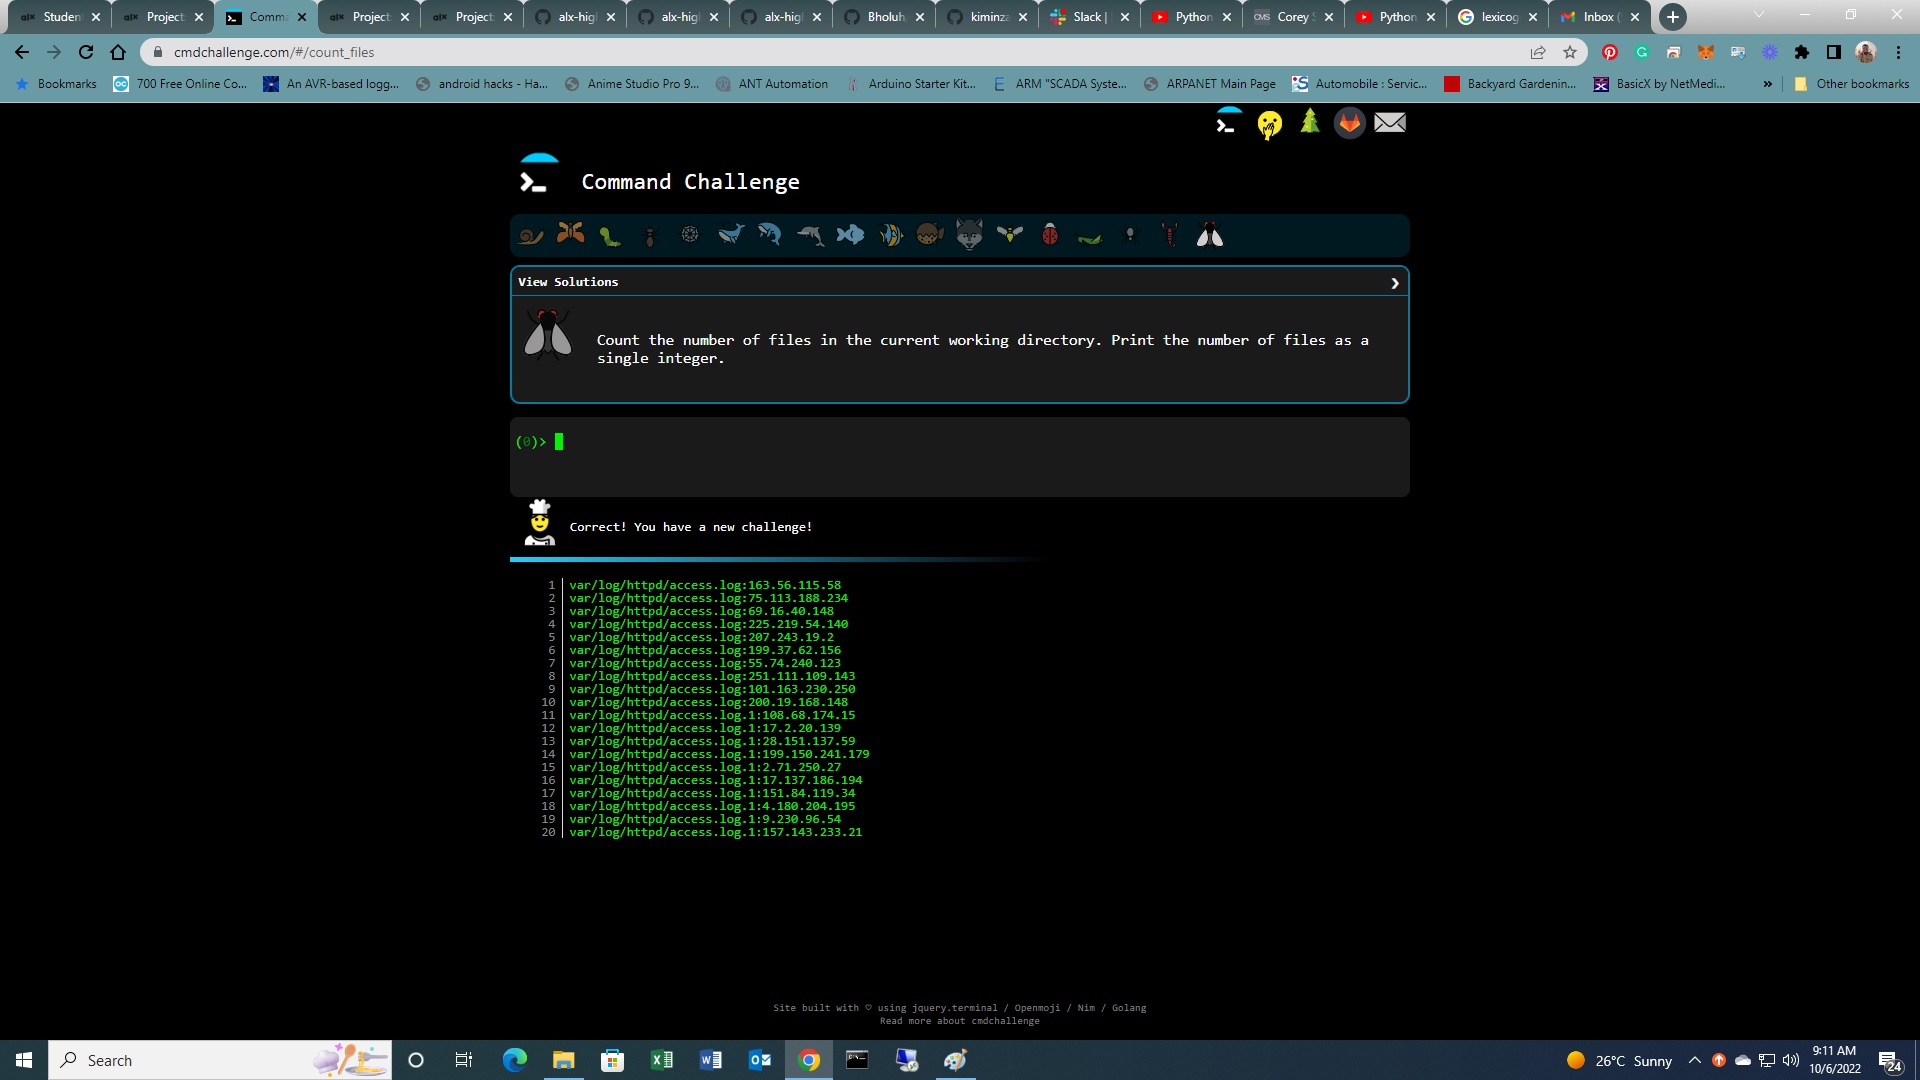 Student
Project
Comma
Project
Project
alx-hig
alx-hig
alx-hig
Bholuh
kiminza
Slack |
Python
Corey S
Python
lexicog
Inbox (
cmdchallenge.com/#/count_files
Bookmarks
700 Free Online Co...
An AVR-based logg...
android hacks - Ha...
Anime Studio Pro 9...
ANT Automation
Arduino Starter Kit...
ARM "SCADA Syste...
ARPANET Main Page
Automobile : Servic...
Backyard Gardenin...
BasicX by NetMedi...
»
Other bookmarks
Command Challenge
View Solutions
Count the number of files in the current working directory. Print the number of files as a
single integer.
(0)>
Correct! You have a new challenge!
1 var/log/httpd/access.log:163.56.115.58
2 var/log/httpd/access.log:75.113.188.234
3 var/log/httpd/access.log:69.16.40.148
4 var/log/httpd/access.log:225.219.54.140
5 var/log/httpd/access.log:207.243.19.2
6 var/log/httpd/access.log:199.37.62.156
7 var/log/httpd/access.log:55.74.240.123
8 var/log/httpd/access.log:251.111.109.143
9 var/log/httpd/access.log:101.163.230.250
10 var/log/httpd/access.log:200.19.168.148
11 var/log/httpd/access.log.1:108.68.174.15
12 var/log/httpd/access.log.1:17.2.20.139
13 var/log/httpd/access.log.1:28.151.137.59
14 var/log/httpd/access.log.1:199.150.241.179
15 var/log/httpd/access.log.1:2.71.250.27
16 var/log/httpd/access.log.1:17.137.186.194
17 var/log/httpd/access.log.1:151.84.119.34
18 var/log/httpd/access.log.1:4.180.204.195
19 var/log/httpd/access.log.1:9.230.96.54
20 var/log/httpd/access.log.1:157.143.233.21
Site built with ♡ using jquery.terminal / Openmoji / Nim / Golang
Read more about cmdchallenge
Search
26°C Sunny
9:11 AM
10/6/2022
24